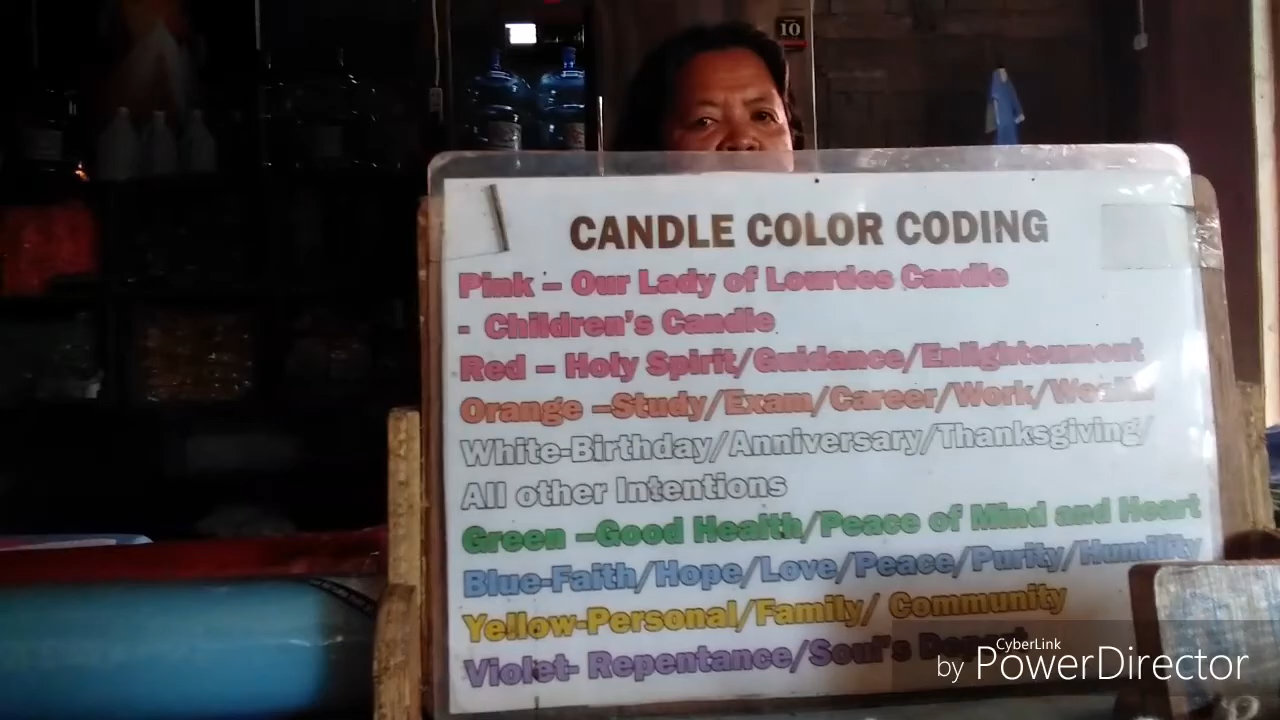 10
CANDLE COLOR CODING
Pink – Our Lady of Lourdes Candle
- Children's Candle
Red – Holy Spirit/Guidance/Enlightenment
Orange –Study/Exam/Career/Work/Wealth
White-Birthday/Anniversary/Thanksgiving/
All other Intentions
Green –Good Health/Peace of Mind and Heart
Blue-Faith/Hope/Love/Peace/Purity/Humility
Yellow-Personal/Family/ Community
Violet- Repentance/Soul's
CyberLink
by PowerDirector